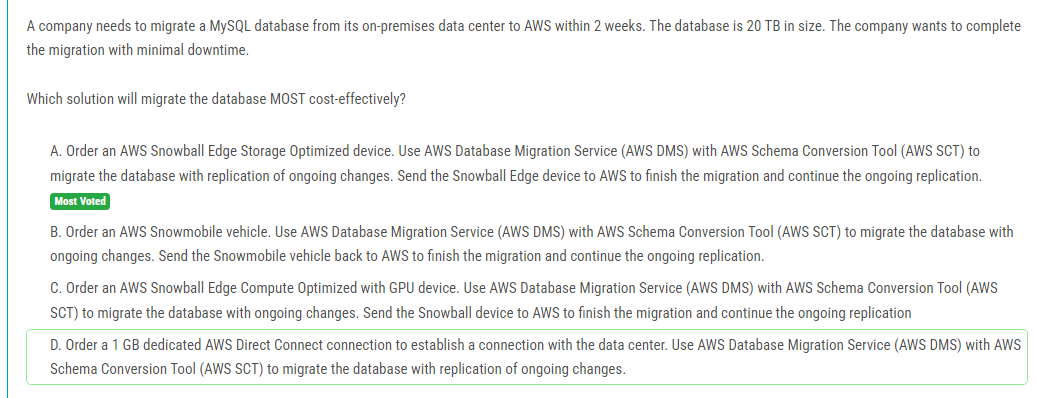 A company needs to migrate a MySQL database from its on-premises data center to AWS within 2 weeks. The database is 20 TB in size. The company wants to complete
the migration with minimal downtime.
Which solution will migrate the database MOST cost-effectively?
A. Order an AWS Snowball Edge Storage Optimized device. Use AWS Database Migration Service (AWS DMS) with AWS Schema Conversion Tool (AWS SCT) to
migrate the database with replication of ongoing changes. Send the Snowball Edge device to AWS to finish the migration and continue the ongoing replication.
Most Voted
B. Order an AWS Snowmobile vehicle. Use AWS Database Migration Service (AWS DMS) with AWS Schema Conversion Tool (AWS SCT) to migrate the database with
ongoing changes. Send the Snowmobile vehicle back to AWS to finish the migration and continue the ongoing replication.
C. Order an AWS Snowball Edge Compute Optimized with GPU device. Use AWS Database Migration Service (AWS DMS) with AWS Schema Conversion Tool (AWS
SCT) to migrate the database with ongoing changes. Send the Snowball device to AWS to finish the migration and continue the ongoing replication
D. Order a 1 GB dedicated AWS Direct Connect connection to establish a connection with the data center. Use AWS Database Migration Service (AWS DMS) with AWS
Schema Conversion Tool (AWS SCT) to migrate the database with replication of ongoing changes.